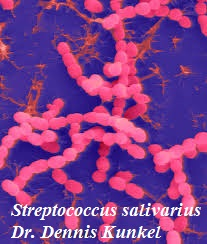 Streptococcus salivarius
Dr. Dennis Kunkel